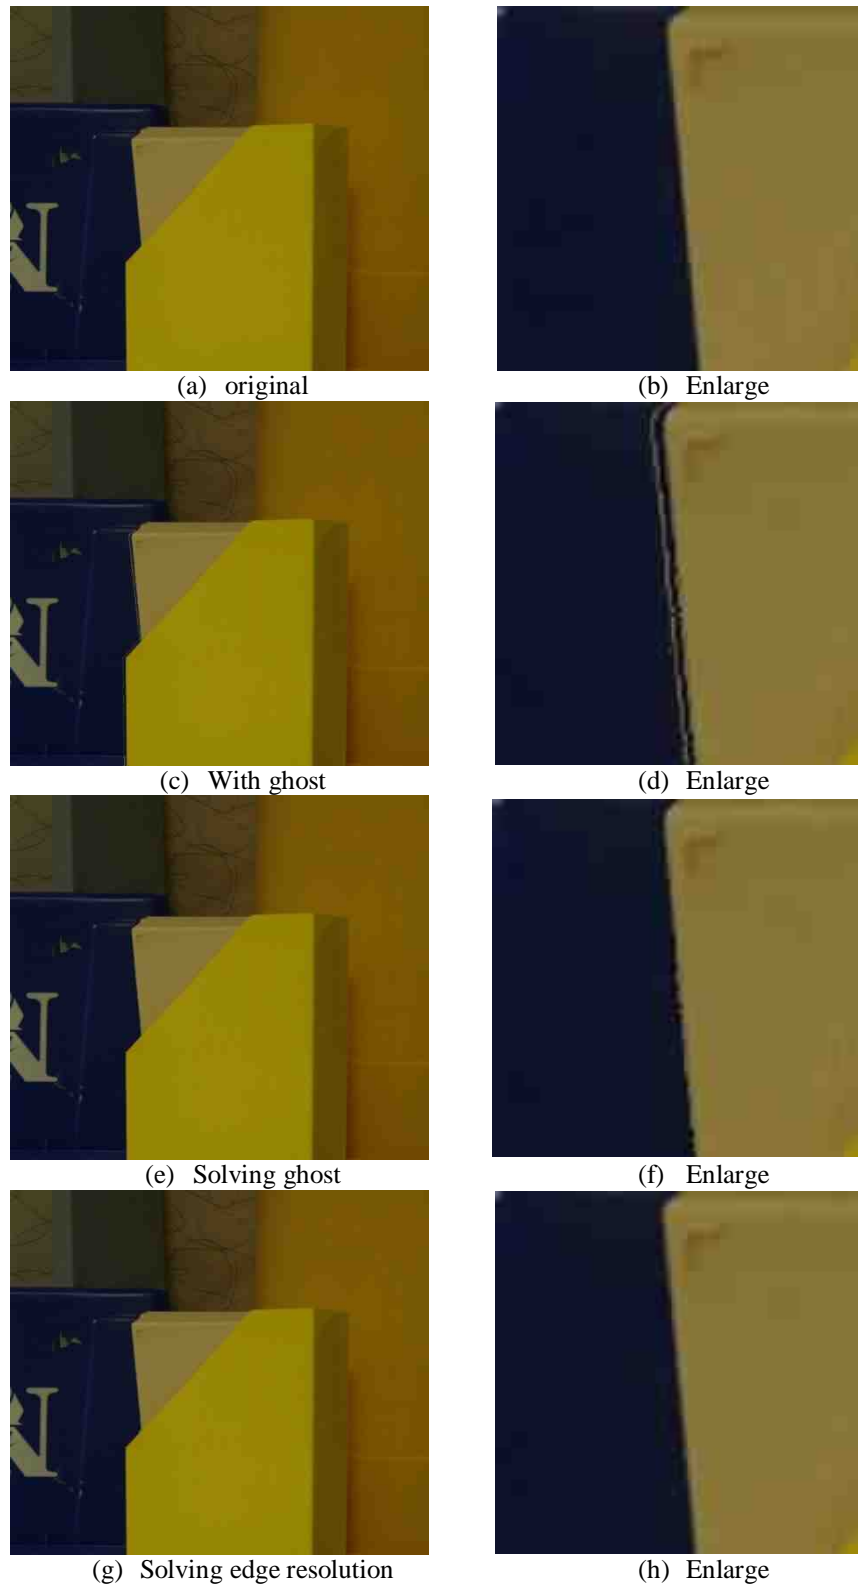 (a) original
(b) Enlarge
N
(c) With ghost
(d) Enlarge
N
(e) Solving ghost
(f) Enlarge
N
(g) Solving edge resolution
(h) Enlarge
N